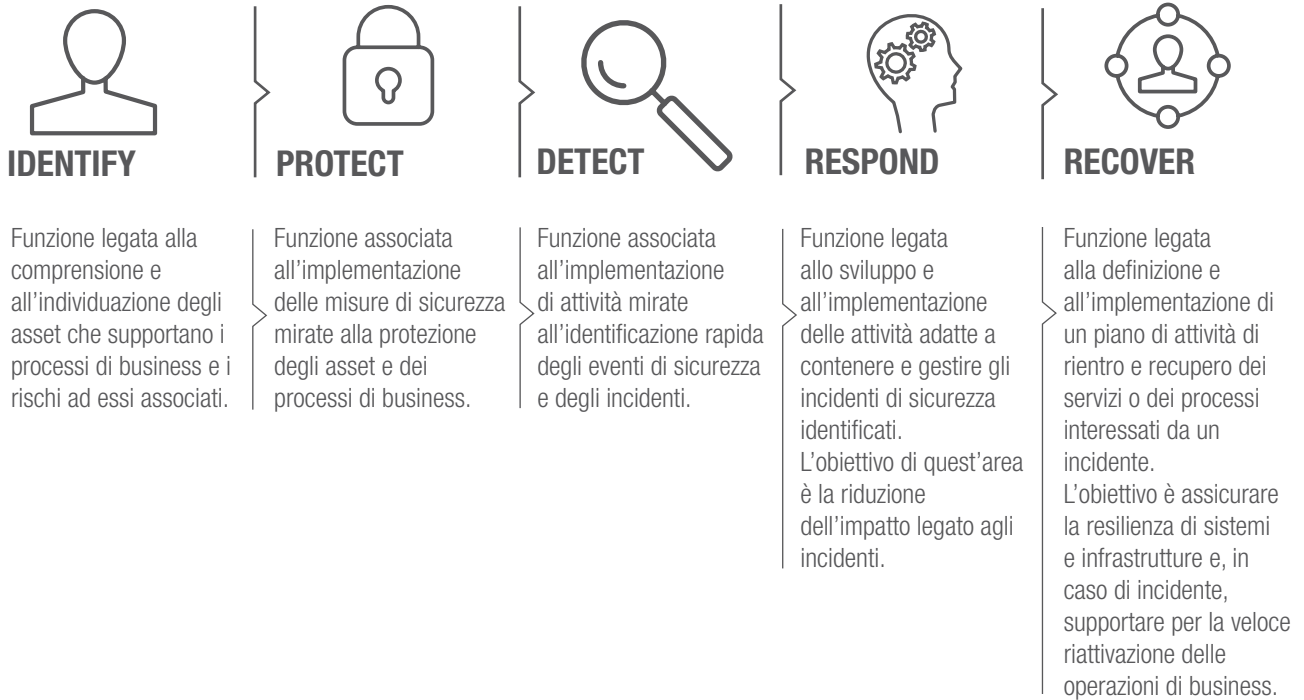 IDENTIFY
Funzione legata alla
comprensione e
all’individuazione degli
asset che supportano i
processi di business e i
rischi ad essi associati.
PROTECT
Funzione associata
all’implementazione
delle misure di sicurezza
mirate alla protezione
degli asset e dei
processi di business.
DETECT
Funzione associata
all’implementazione
di attività mirate
all’identificazione rapida
degli eventi di sicurezza
e degli incidenti.
RESPOND
Funzione legata
allo sviluppo e
all’implementazione
delle attività adatte a
contenere e gestire gli
incidenti di sicurezza
identificati.
L’obiettivo di quest’area
è la riduzione
dell’impatto legato agli
incidenti.
RECOVER
Funzione legata
alla definizione e
all’implementazione di
un piano di attività di
rientro e recupero dei
servizi o dei processi
interessati da un
incidente.
L’obiettivo è assicurare
la resilienza di sistemi
e infrastrutture e, in
caso di incidente,
supportare per la veloce
riattivazione delle
operazioni di business.